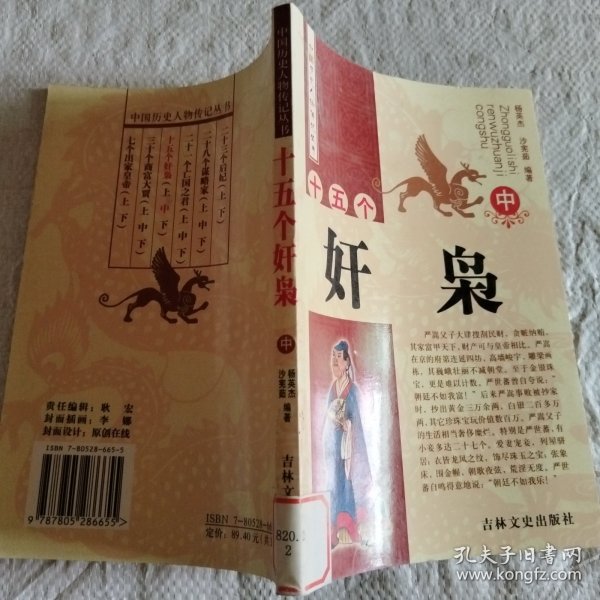 中国历史人物传记丛书
二十三个后妃（上 下）
二十八个谋略家（上 中 下）
二十一个亡国之君（上 中 下）
十五个奸枭（上 中 下）
三十个商富大贾（上 中 下）
七个出家皇帝（上 下）
责任编辑：耿 宏
封面插画：李 娜
封面设计：原创在线
ISBN 7-80528-665-5
9 787805 286655
ISBN 7-80528-66
定价：89.40元(共
中国历史人物传记丛书
十五个奸枭
中
杨英杰
沙宪茹
编著
吉林文
820.
2
杨英杰 沙宪茹 编著
Zhongguolishi
renwuzhuanji
congshu
十五个
中
奸枭
严嵩父子大肆搜刮民财，贪赃纳贿，
其家富甲天下，财产可与皇帝相比。严嵩
在京的府第连延四坊，高墙峻宇，雕梁画
栋，其巍峨壮丽不减朝堂。至于金银珠
宝，更是难以计数，严世蕃曾自夸说：“
朝廷不如我富！”后来严嵩事败被抄家
时，抄出黄金三万余两，白银二百多万
两，其它珍珠宝玩价值数百万。严嵩父子
的生活相当奢侈糜烂，特别是严世蕃，有
小妾多达二十七个，爱妻宠妾，列屋骈
居；衣皆龙凤之纹，饰尽珠玉之宝；张象
床，围金幄，朝歌夜弦，荒淫无度。严世
蕃自鸣得意地说：“朝廷不如我乐！”
吉林文史出版社
孔夫子旧书网
www.kongfz.com